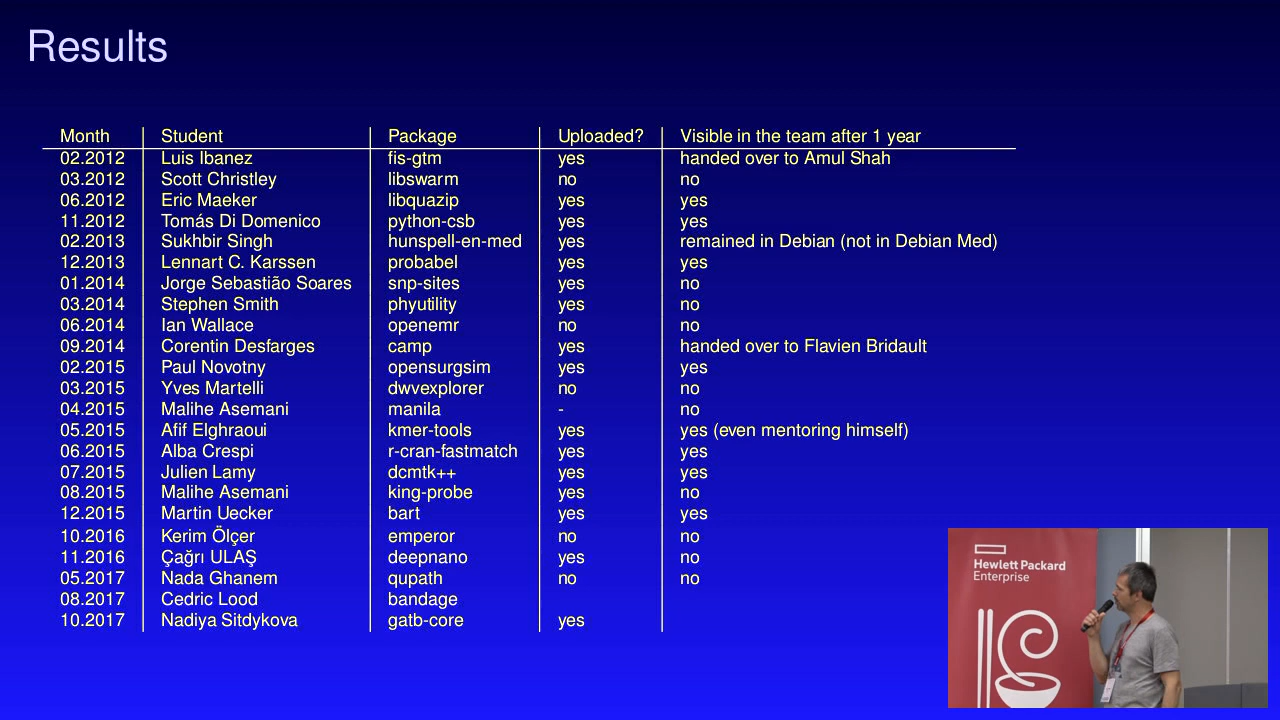 Results
Month Student Package Uploaded? Visible in the team after 1 year
02.2012 Luis Ibanez fis-gtm yes handed over to Amul Shah
03.2012 Scott Christley libswarm no no
06.2012 Eric Maeker libquazip yes yes
11.2012 Tomás Di Domenico python-csb yes yes
02.2013 Sukhbir Singh hunspell-en-med yes remained in Debian (not in Debian Med)
12.2013 Lennart C. Karssen probabel yes yes
01.2014 Jorge Sebastião Soares snp-sites yes no
03.2014 Stephen Smith phyutility yes no
06.2014 Ian Wallace openemr no no
09.2014 Corentin Desfarges camp yes handed over to Flavien Bridault
02.2015 Paul Novotny opensurgsim yes yes
03.2015 Yves Martelli dwvexplorer no no
04.2015 Malihe Asemani manila - no
05.2015 Afif Elghraoui kmer-tools yes yes (even mentoring himself)
06.2015 Alba Crespi r-cran-fastmatch yes yes
07.2015 Julien Lamy dcmtk++ yes yes
08.2015 Malihe Asemani king-probe yes no
12.2015 Martin Uecker bart yes yes
10.2016 Kerim Ölçer emperor no no
11.2016 Çağrı ULAŞ deepnano yes no
05.2017 Nada Ghanem qupath no no
08.2017 Cedric Lood bandage
10.2017 Nadiya Sitdykova gatb-core yes
Hewlett Packard
Enterprise